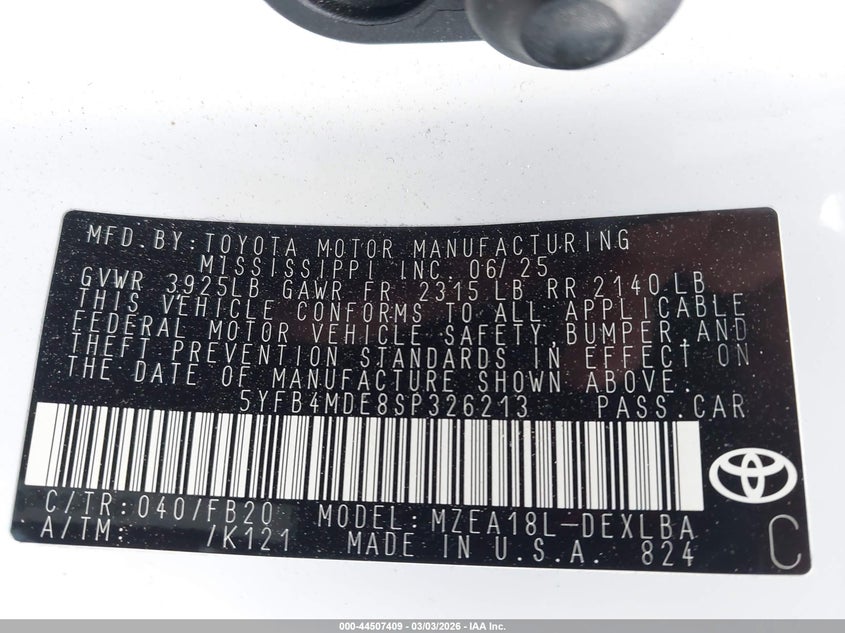 MFD.BY:TOYOTA MOTOR MANUFACTURING
MISSISSIPPI INC. 06/25
GVWR 3925LB GAWR FR 2315 LB RR 2140 LB
THIS VEHICLE CONFORMS TO ALL APPLICABLE
FEDERAL MOTOR VEHICLE SAFETY,BUMPER,AND
THEFT PREVENTION STANDARDS IN EFFECT ON
THE DATE OF MANUFACTURE SHOWN ABOVE.
5YFB4MDE8SP326213 PASS.CAR
C/TR:040/FB20 MODEL:MZEA18L-DEXLBA
A/TM: /K121 MADE IN U.S.A. 824 C
000-44507409 - 03/03/2026 - IAA Inc.